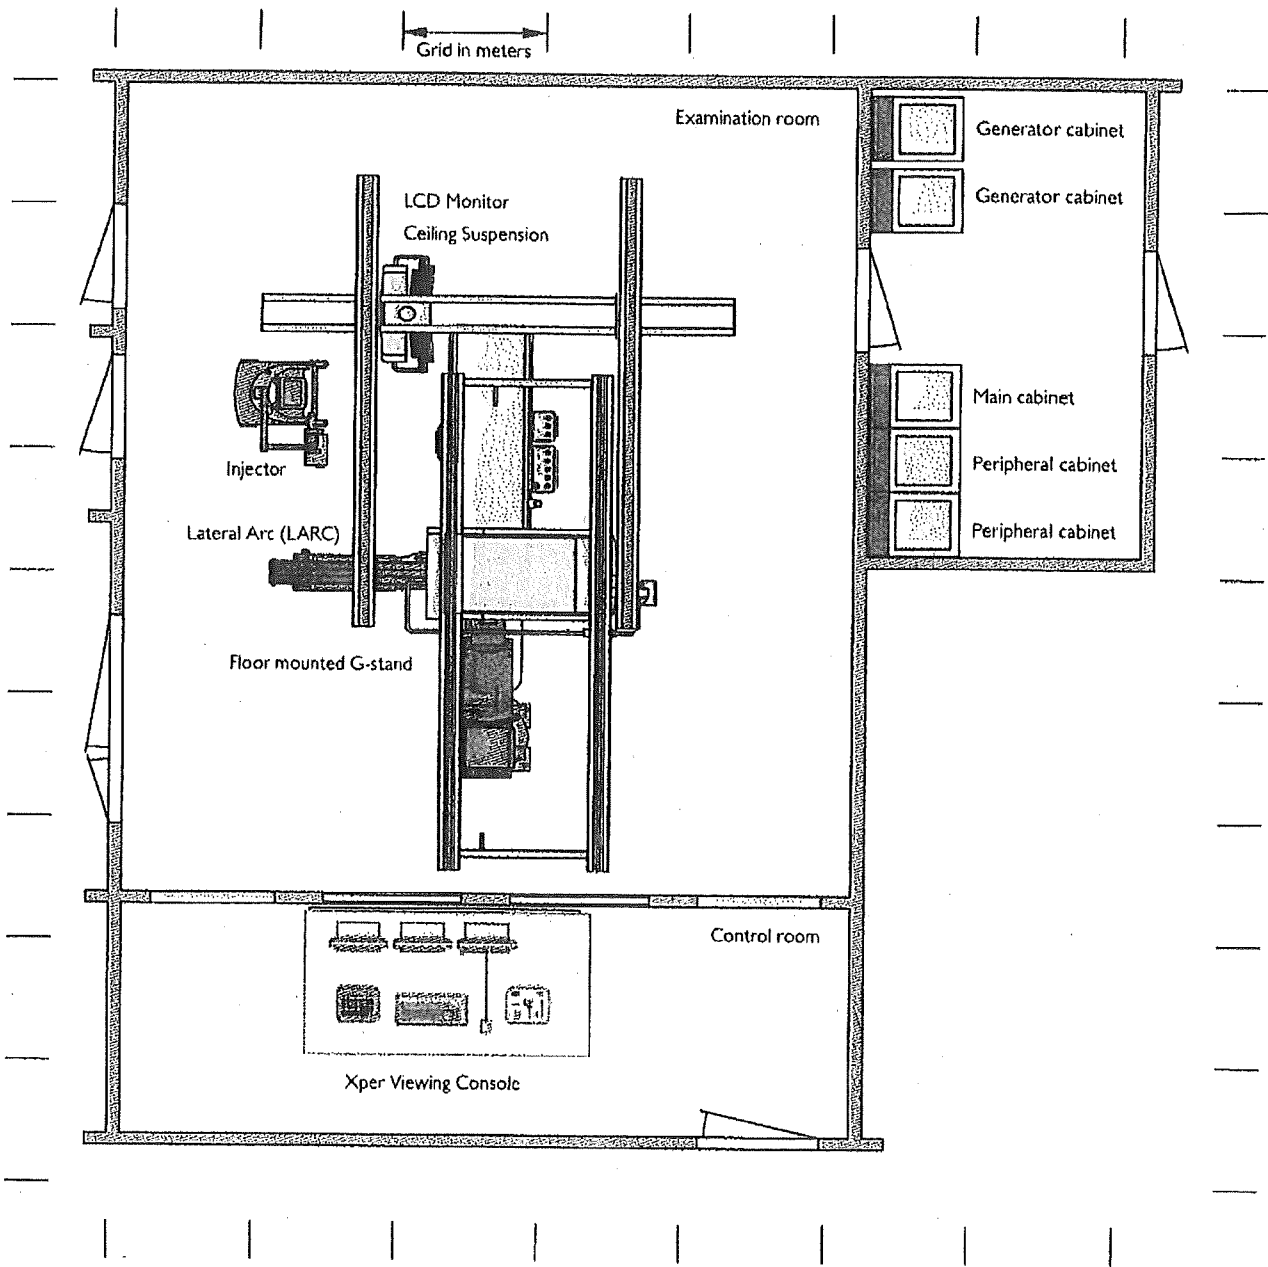 Grid in meters
Examination room
Generator cabinet
Generator cabinet
LCD Monitor
Ceiling Suspension
Main cabinet
Injector
Peripheral cabinet
Lateral Arc (LARC)
Peripheral cabinet
Floor mounted G-stand
Control room
Xper Viewing Console